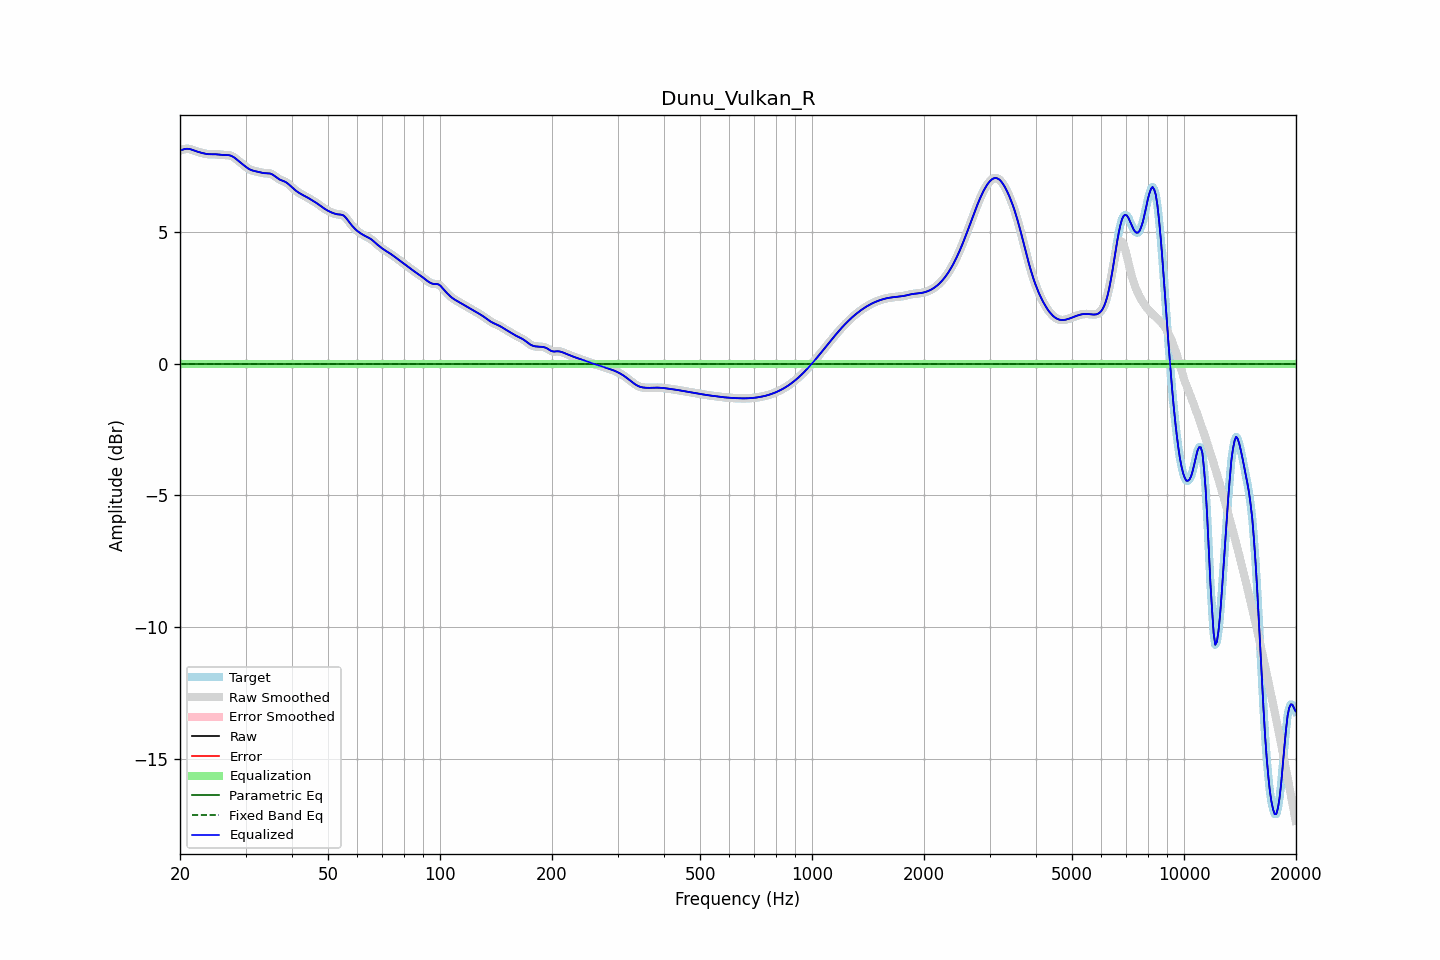 Dunu_Vulkan_R
Amplitude (dBr)
5
0
−5
−10
−15
Target
Raw Smoothed
Error Smoothed
Raw
Error
Equalization
Parametric Eq
Fixed Band Eq
Equalized
20 50 100 200 500 1000 2000 5000 10000 20000
Frequency (Hz)